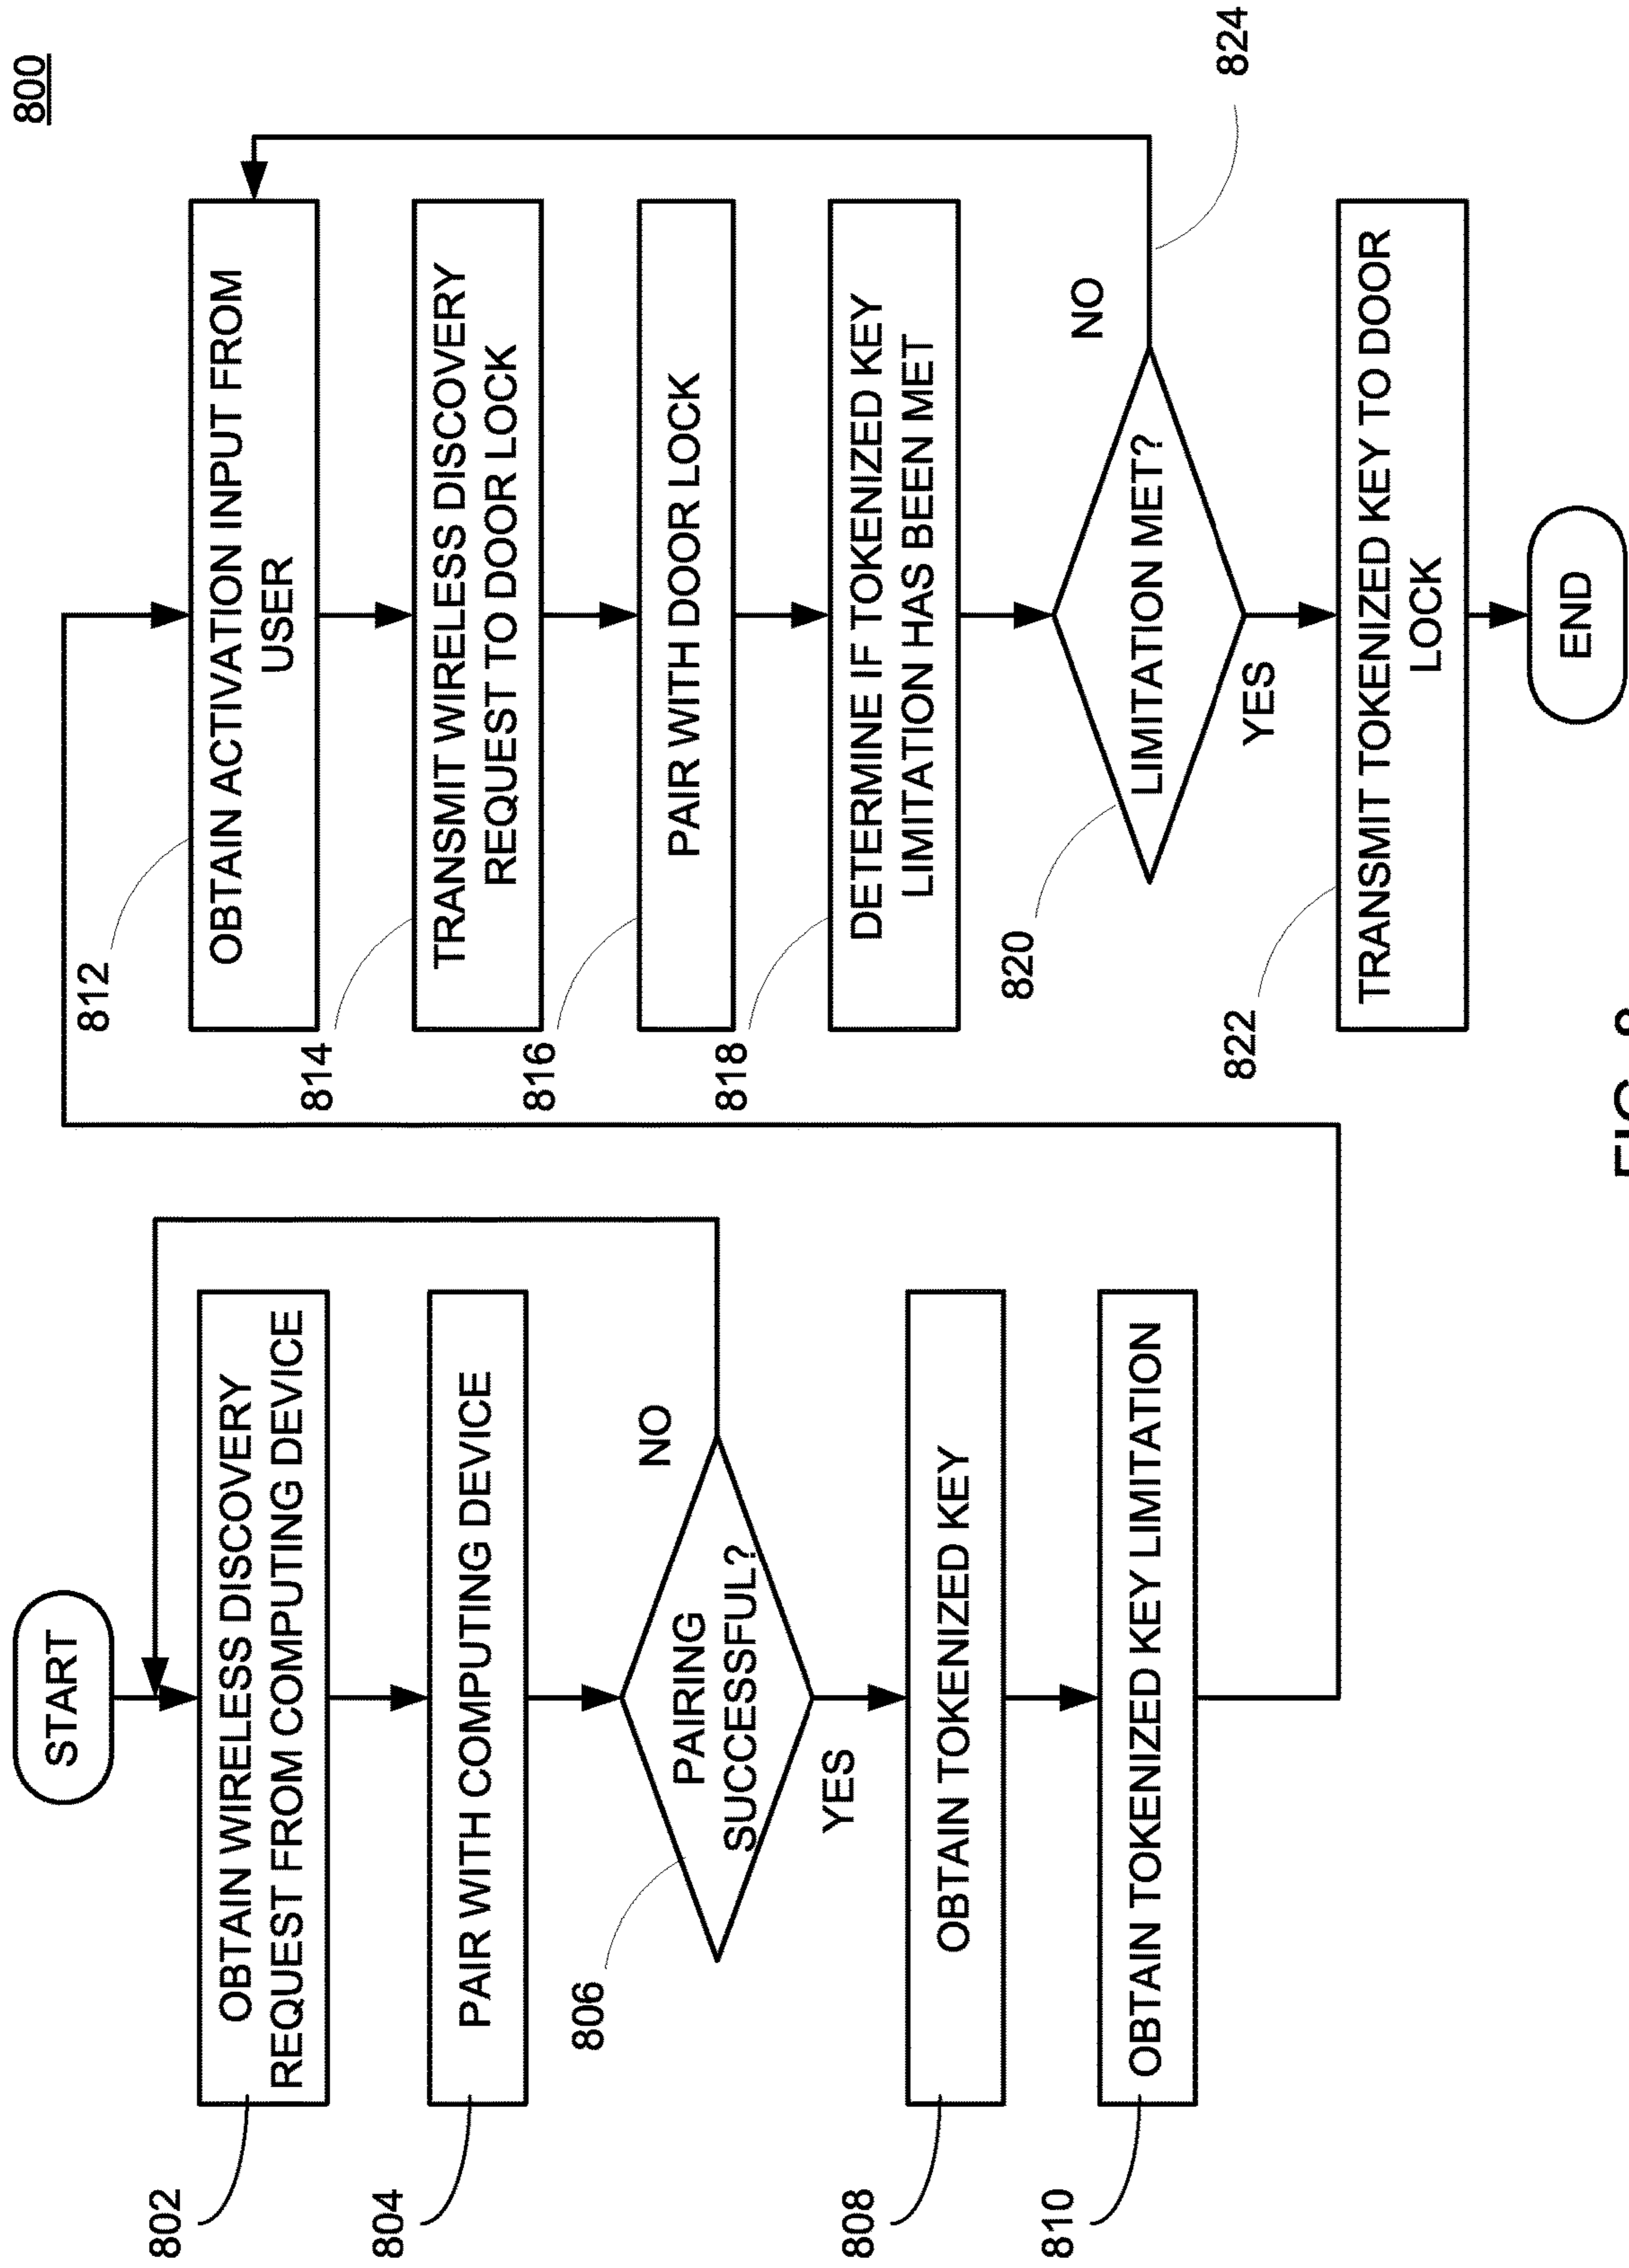 800
START
802
OBTAIN WIRELESS DISCOVERY
REQUEST FROM COMPUTING DEVICE
804
PAIR WITH COMPUTING DEVICE
806
PAIRING
SUCCESSFUL?
NO
YES
808
OBTAIN TOKENIZED KEY
810
OBTAIN TOKENIZED KEY LIMITATION
812
OBTAIN ACTIVATION INPUT FROM
USER
814
TRANSMIT WIRELESS DISCOVERY
REQUEST TO DOOR LOCK
816
PAIR WITH DOOR LOCK
818
DETERMINE IF TOKENIZED KEY
LIMITATION HAS BEEN MET
820
LIMITATION MET?
NO
824
YES
822
TRANSMIT TOKENIZED KEY TO DOOR
LOCK
END